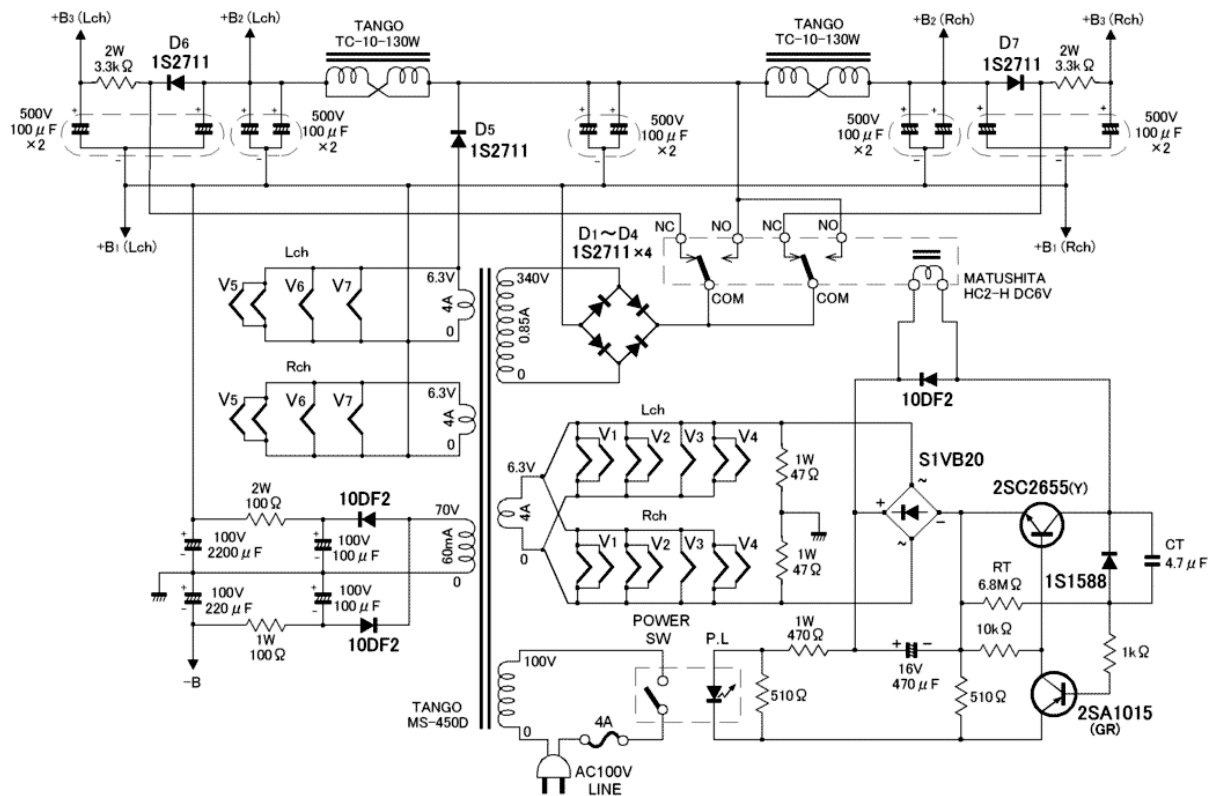 +B3 (Lch)
+B2 (Lch)
TANGO
TC-10-130W
TANGO
TC-10-130W
+B2 (Rch)
+B3 (Rch)
2W
3.3kΩ
D6
1S2711
D7
1S2711
2W
3.3kΩ
500V
100μF
×2
500V
100μF
×2
D5
1S2711
500V
100μF
×2
500V
100μF
×2
500V
100μF
×2
+B1 (Lch)
+B1 (Rch)
NC
NO
NC
NO
D1～D4
1S2711×4
COM
COM
MATUSHITA
HC2-H DC6V
Lch
V5
V6
V7
6.3V
4A
0
340V
0.85A
0
Rch
V5
V6
V7
6.3V
4A
0
10DF2
Lch
V1
V2
V3
V4
1W
47Ω
S1VB20
~
+
-
~
2SC2655(Y)
6.3V
4A
0
Rch
V1
V2
V3
V4
1W
47Ω
2W
100Ω
10DF2
70V
60mA
0
100V
2200μF
100V
100μF
100V
220μF
100V
100μF
1W
100Ω
10DF2
-B
RT
6.8MΩ
1S1588
CT
4.7μF
POWER
SW
P.L
1W
470Ω
10kΩ
1kΩ
16V
470μF
510Ω
510Ω
2SA1015
(GR)
100V
0
TANGO
MS-450D
4A
AC100V
LINE